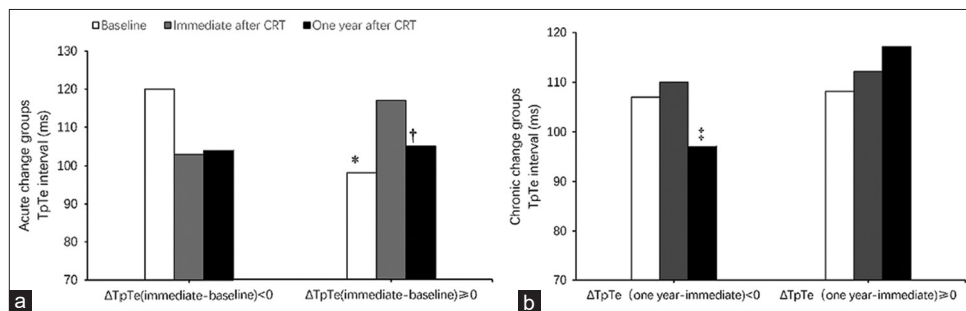 Baseline Immediate after CRT One year after CRT
Acute change groups
TpTe interval (ms)
130
120
110
100
90
80
70
*
†
ΔTpTe(immediate-baseline)<0 ΔTpTe(immediate-baseline)≥0
a
Chronic change groups
TpTe interval (ms)
120
110
100
90
80
70
‡
ΔTpTe (one year-immediate)<0 ΔTpTe (one year-immediate)≥0
b